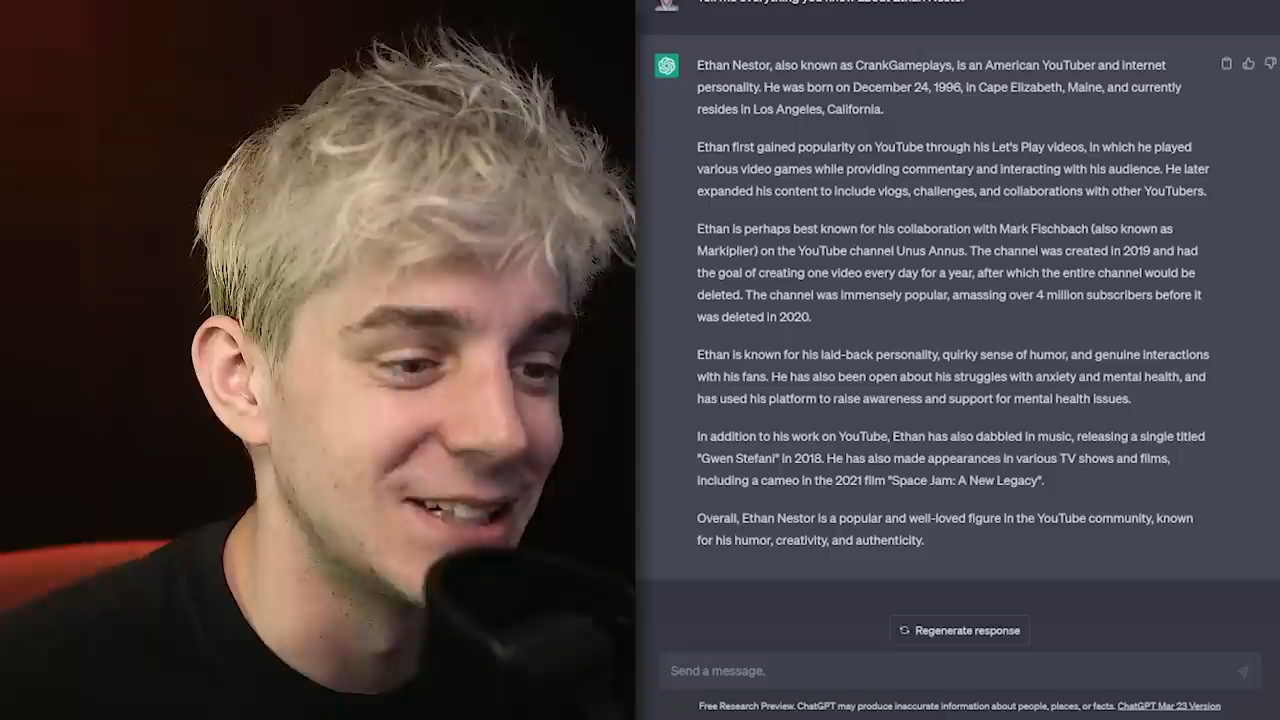 Tell me everything you know about Ethan Nestor
Ethan Nestor, also known as CrankGameplays, is an American YouTuber and internet
personality. He was born on December 24, 1996, in Cape Elizabeth, Maine, and currently
resides in Los Angeles, California.
Ethan first gained popularity on YouTube through his Let's Play videos, in which he played
various video games while providing commentary and interacting with his audience. He later
expanded his content to include vlogs, challenges, and collaborations with other YouTubers.
Ethan is perhaps best known for his collaboration with Mark Fischbach (also known as
Markiplier) on the YouTube channel Unus Annus. The channel was created in 2019 and had
the goal of creating one video every day for a year, after which the entire channel would be
deleted. The channel was immensely popular, amassing over 4 million subscribers before it
was deleted in 2020.
Ethan is known for his laid-back personality, quirky sense of humor, and genuine interactions
with his fans. He has also been open about his struggles with anxiety and mental health, and
has used his platform to raise awareness and support for mental health issues.
In addition to his work on YouTube, Ethan has also dabbled in music, releasing a single titled
"Gwen Stefani" in 2018. He has also made appearances in various TV shows and films,
including a cameo in the 2021 film "Space Jam: A New Legacy".
Overall, Ethan Nestor is a popular and well-loved figure in the YouTube community, known
for his humor, creativity, and authenticity.
Regenerate response
Send a message.
Free Research Preview. ChatGPT may produce inaccurate information about people, places, or facts. ChatGPT Mar 23 Version